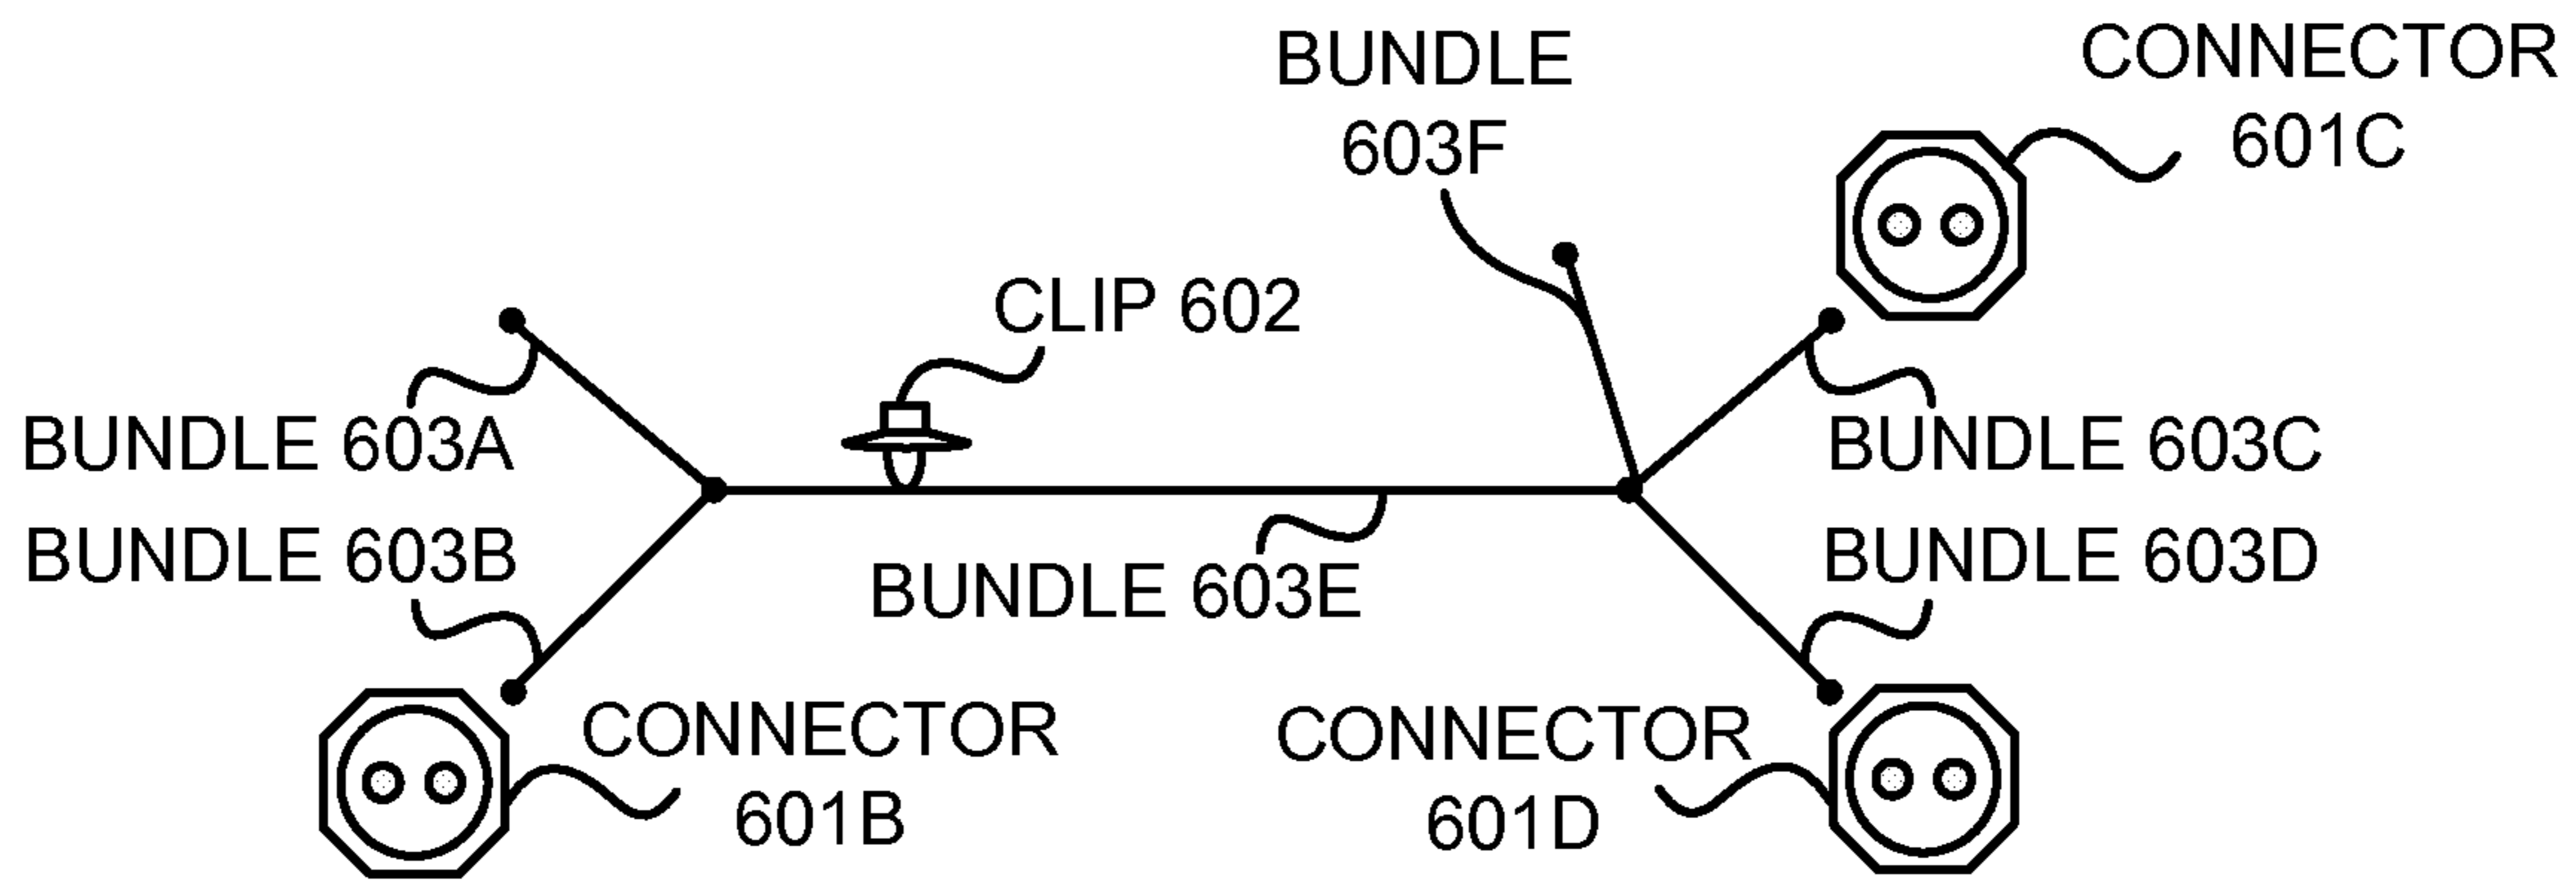 BUNDLE
603F
CONNECTOR
601C
CLIP 602
BUNDLE 603A
BUNDLE 603C
BUNDLE 603B
BUNDLE 603E
BUNDLE 603D
CONNECTOR
601B
CONNECTOR
601D